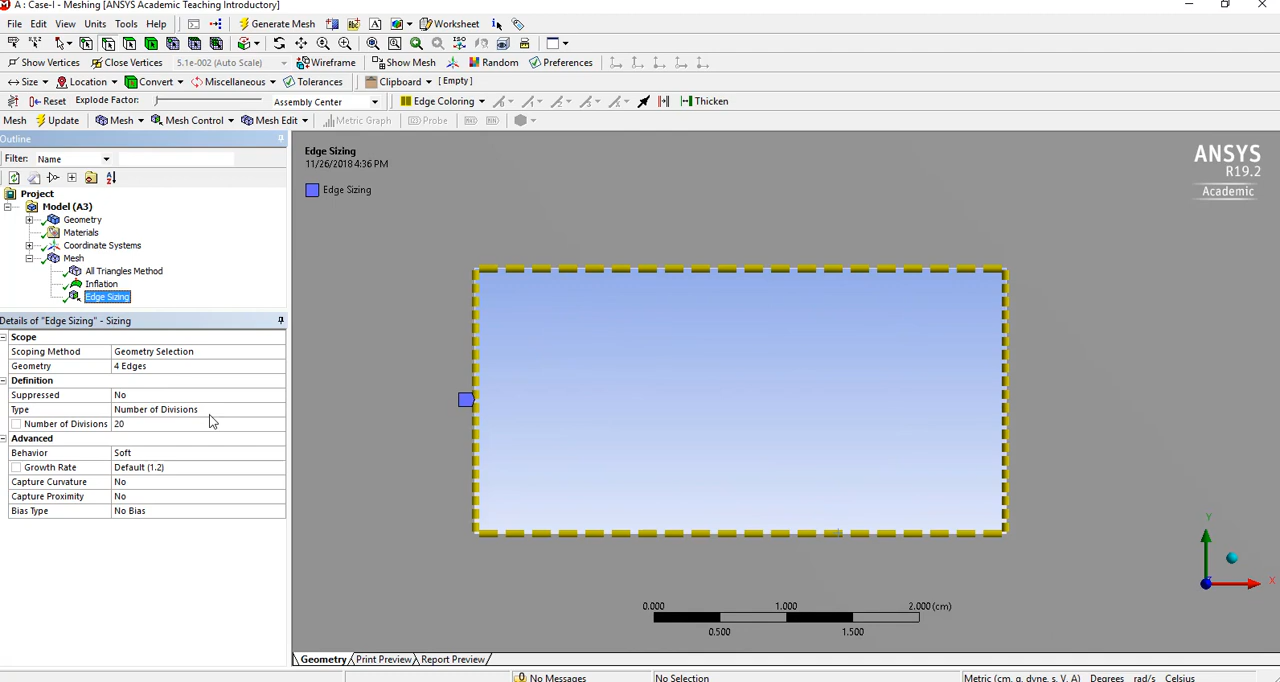 A : Case-I - Meshing [ANSYS Academic Teaching Introductory]
File Edit View Units Tools Help Generate Mesh A Worksheet i
Show Vertices Close Vertices 5.1e-002 (Auto Scale) Wireframe Show Mesh Random Preferences
Size Location Convert Miscellaneous Tolerances Clipboard [Empty]
Reset Explode Factor: Assembly Center Edge Coloring Thicken
Mesh Update Mesh Mesh Control Mesh Edit Metric Graph Probe MAX MIN
Outline
Filter: Name
Project
Model (A3)
Geometry
Materials
Coordinate Systems
Mesh
All Triangles Method
Inflation
Edge Sizing
Details of "Edge Sizing" - Sizing
Scope
Scoping Method Geometry Selection
Geometry 4 Edges
Definition
Suppressed No
Type Number of Divisions
Number of Divisions 20
Advanced
Behavior Soft
Growth Rate Default (1.2)
Capture Curvature No
Capture Proximity No
Bias Type No Bias
Edge Sizing
11/26/2018 4:36 PM
Edge Sizing
ANSYS
R19.2
Academic
Y
X
0.000 1.000 2.000 (cm)
0.500 1.500
Geometry Print Preview Report Preview
No Messages No Selection Metric (cm, g, dyne, s, V, A) Degrees rad/s Celsius